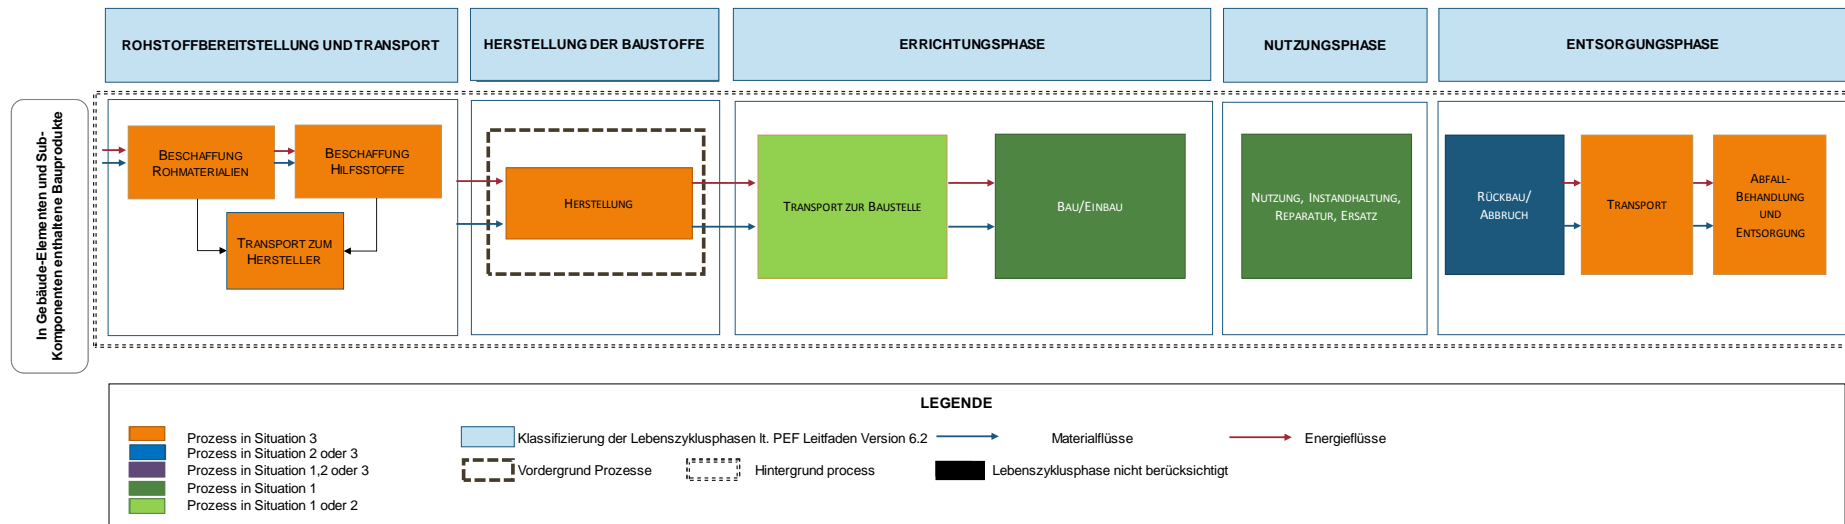 ROHSTOFFBEREITSTELLUNG UND TRANSPORT
HERSTELLUNG DER BAUSTOFFE
ERRICHTUNGSPHASE
NUTZUNGSPHASE
ENTSORGUNGSPHASE
In Gebäude-Elementen und Sub-
Komponenten enthaltene Bauprodukte
BESCHAFFUNG
ROHMATERIALIEN
BESCHAFFUNG
HILFSSTOFFE
TRANSPORT ZUM
HERSTELLER
HERSTELLUNG
TRANSPORT ZUR BAUSTELLE
BAU/EINBAU
NUTZUNG, INSTANDHALTUNG,
REPARATUR, ERSATZ
RÜCKBAU/
ABBRUCH
TRANSPORT
ABFALL-
BEHANDLUNG
UND
ENTSORGUNG
LEGENDE
Prozess in Situation 3
Prozess in Situation 2 oder 3
Prozess in Situation 1,2 oder 3
Prozess in Situation 1
Prozess in Situation 1 oder 2
Klassifizierung der Lebenszyklusphasen lt. PEF Leitfaden Version 6.2
Materialflüsse
Energieflüsse
Vordergrund Prozesse
Hintergrund process
Lebenszyklusphase nicht berücksichtigt